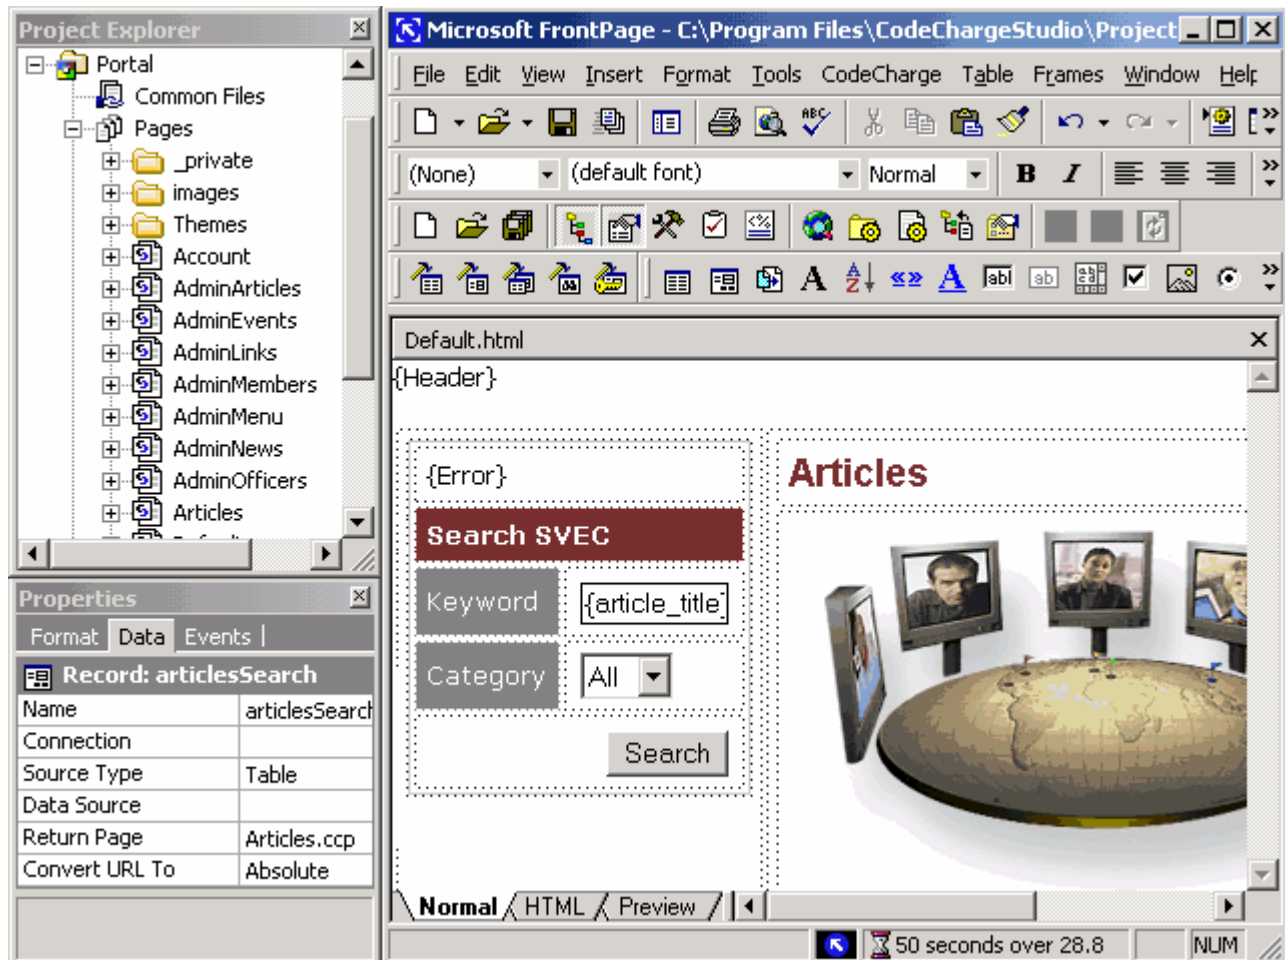 Project Explorer
Portal
Common Files
Pages
_private
images
Themes
Account
AdminArticles
AdminEvents
AdminLinks
AdminMembers
AdminMenu
AdminNews
AdminOfficers
Articles
Properties
Format Data Events
Record: articlesSearch
Name articlesSearch
Connection
Source Type Table
Data Source
Return Page Articles.ccp
Convert URL To Absolute
Microsoft FrontPage - C:\Program Files\CodeChargeStudio\Project
File Edit View Insert Format Tools CodeCharge Table Frames Window Help
ABC
(None) (default font) Normal B I
A A Z «» A abl ab
Default.html
{Header}
{Error}
Search SVEC
Keyword {article_title}
Category All
Search
Articles
Normal HTML Preview
50 seconds over 28.8 NUM